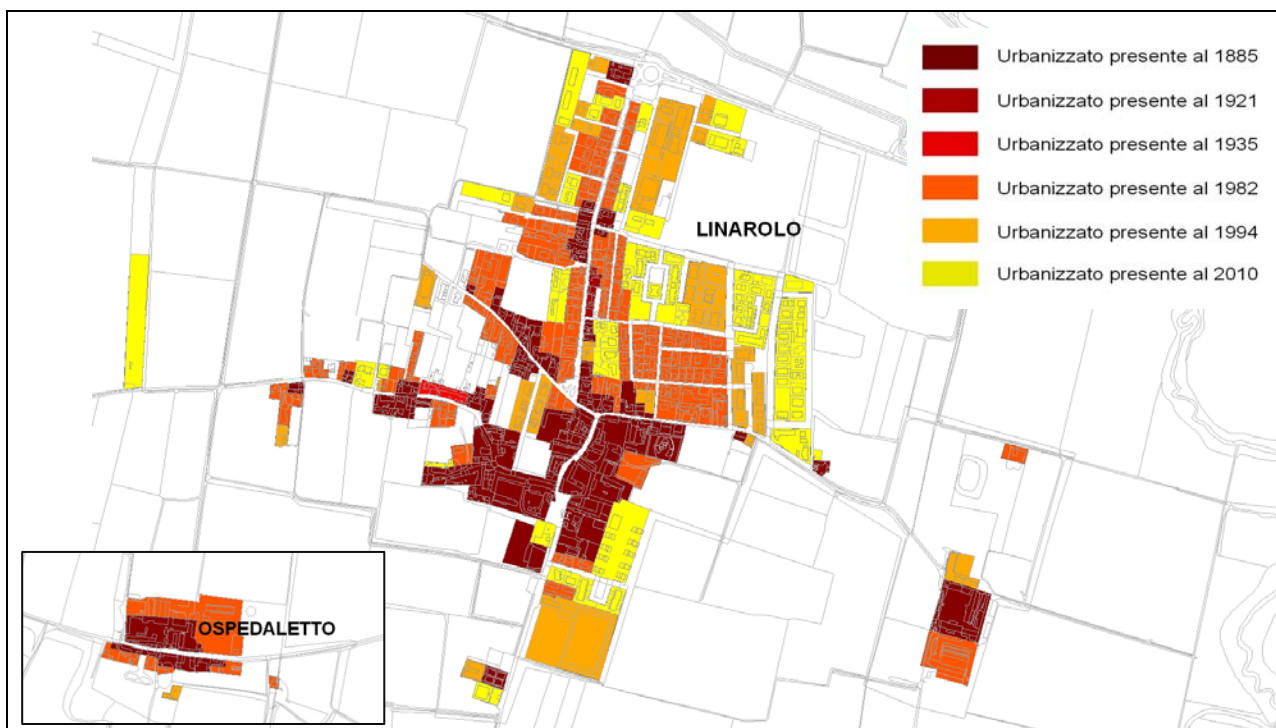 Urbanizzato presente al 1885
Urbanizzato presente al 1921
Urbanizzato presente al 1935
Urbanizzato presente al 1982
Urbanizzato presente al 1994
Urbanizzato presente al 2010
LINAROLO
OSPEDALETTO